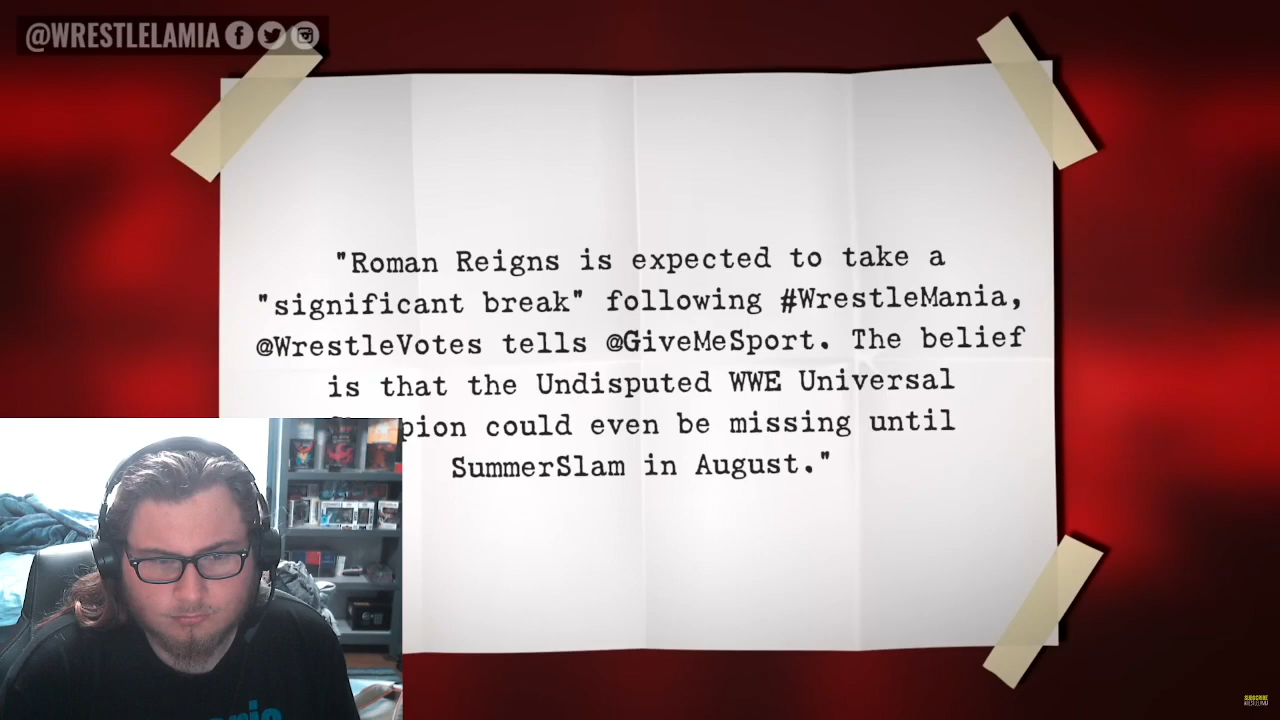 @WRESTLELAMIA
"Roman Reigns is expected to take a
"significant break" following #WrestleMania,
@WrestleVotes tells @GiveMeSport. The belief
is that the Undisputed WWE Universal
pion could even be missing until
SummerSlam in August."
SUBSCRIBE